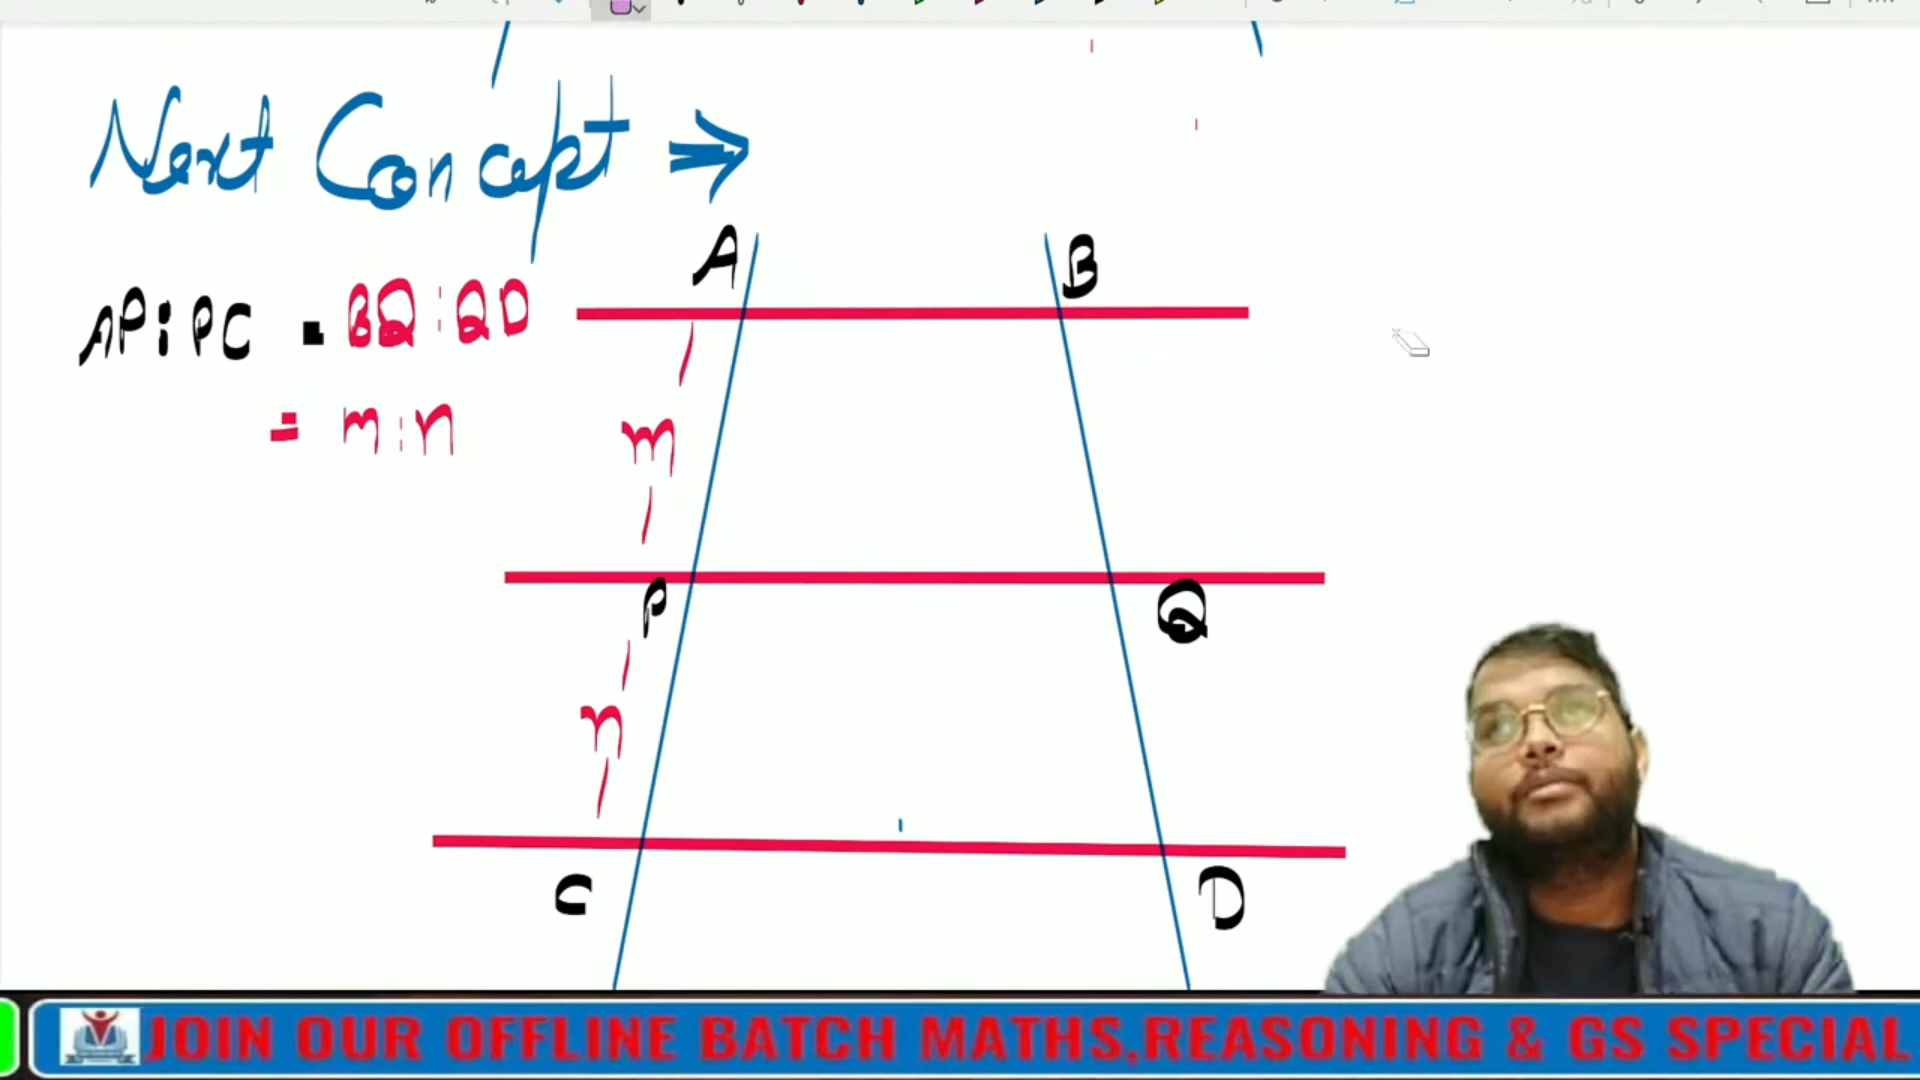 Next Concept ⇒
A B
AP : PC = BQ : QD
= m : n
m
P Q
n
C D
JOIN OUR OFFLINE BATCH MATHS,REASONING & GS SPECIAL